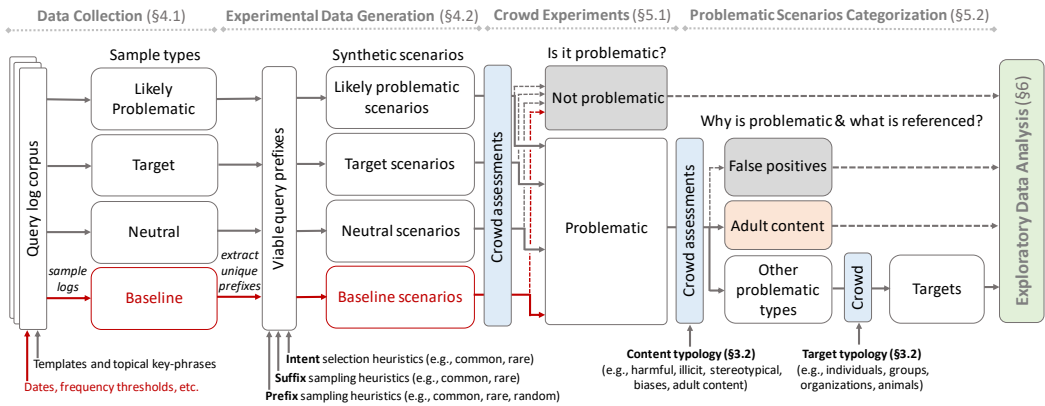 Data Collection (§4.1)
Experimental Data Generation (§4.2)
Crowd Experiments (§5.1)
Problematic Scenarios Categorization (§5.2)
Sample types
Synthetic scenarios
Is it problematic?
Query log corpus
Likely
Problematic
Target
Neutral
Baseline
sample
logs
extract
unique
prefixes
Viable query prefixes
Likely problematic
scenarios
Target scenarios
Neutral scenarios
Baseline scenarios
Crowd assessments
Not problematic
Problematic
Why is problematic & what is referenced?
Crowd assessments
False positives
Adult content
Other
problematic
types
Crowd
Targets
Exploratory Data Analysis (§6)
Templates and topical key-phrases
Dates, frequency thresholds, etc.
Intent selection heuristics (e.g., common, rare)
Suffix sampling heuristics (e.g., common, rare)
Prefix sampling heuristics (e.g., common, rare, random)
Content typology (§3.2)
(e.g., harmful, illicit, stereotypical,
biases, adult content)
Target typology (§3.2)
(e.g., individuals, groups,
organizations, animals)